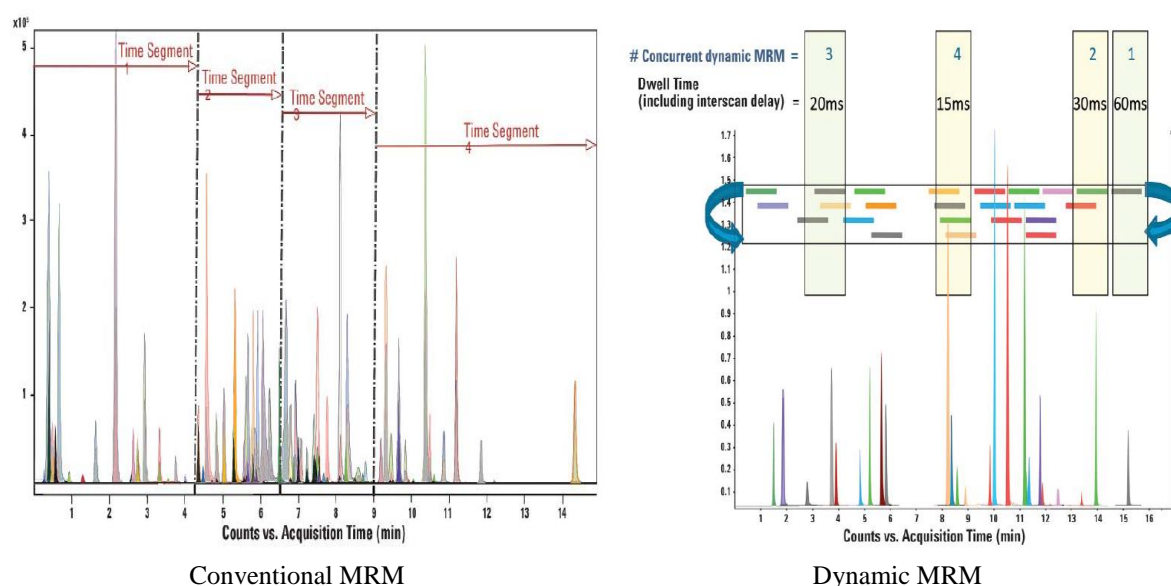 x10⁵
5
4
3
2
1
Time Segment
1
Time Segment
2
Time Segment
3
Time Segment
4
1 2 3 4 5 6 7 8 9 10 11 12 13 14
Counts vs. Acquisition Time (min)
Conventional MRM
# Concurrent dynamic MRM = 3 4 2 1
Dwell Time
(including interscan delay) = 20ms 15ms 30ms 60ms
1.7
1.6
1.5
1.4
1.3
1.2
1.1
1
0.9
0.8
0.7
0.6
0.5
0.4
0.3
0.2
0.1
1 2 3 4 5 6 7 8 9 10 11 12 13 14 15 16
Counts vs. Acquisition Time (min)
Dynamic MRM